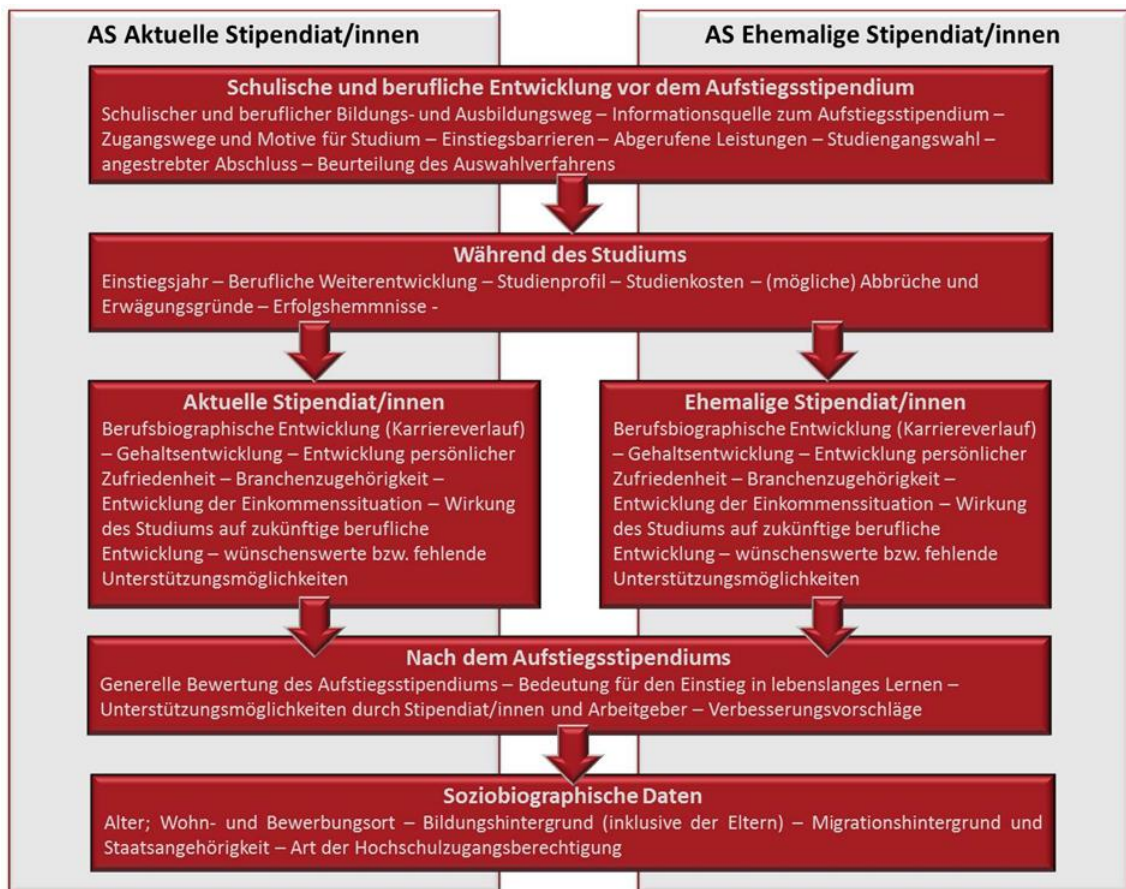 AS Aktuelle Stipendiat/innen
AS Ehemalige Stipendiat/innen
Schulische und berufliche Entwicklung vor dem Aufstiegsstipendium
Schulischer und beruflicher Bildungs- und Ausbildungsweg – Informationsquelle zum Aufstiegsstipendium –
Zugangswege und Motive für Studium – Einstiegsbarrieren – Abgerufene Leistungen – Studiengangswahl –
angestrebter Abschluss – Beurteilung des Auswahlverfahrens
Während des Studiums
Einstiegsjahr – Berufliche Weiterentwicklung – Studienprofil – Studienkosten – (mögliche) Abbrüche und
Erwägungsgründe – Erfolgshemmnisse -
Aktuelle Stipendiat/innen
Berufsbiographische Entwicklung (Karriereverlauf)
– Gehaltsentwicklung – Entwicklung persönlicher
Zufriedenheit – Branchenzugehörigkeit –
Entwicklung der Einkommenssituation – Wirkung
des Studiums auf zukünftige berufliche
Entwicklung – wünschenswerte bzw. fehlende
Unterstützungsmöglichkeiten
Ehemalige Stipendiat/innen
Berufsbiographische Entwicklung (Karriereverlauf)
– Gehaltsentwicklung – Entwicklung persönlicher
Zufriedenheit – Branchenzugehörigkeit –
Entwicklung der Einkommenssituation – Wirkung
des Studiums auf zukünftige berufliche
Entwicklung – wünschenswerte bzw. fehlende
Unterstützungsmöglichkeiten
Nach dem Aufstiegsstipendiums
Generelle Bewertung des Aufstiegsstipendiums – Bedeutung für den Einstieg in lebenslanges Lernen –
Unterstützungsmöglichkeiten durch Stipendiat/innen und Arbeitgeber – Verbesserungsvorschläge
Soziobiographische Daten
Alter; Wohn- und Bewerbungsort – Bildungshintergrund (inklusive der Eltern) – Migrationshintergrund und
Staatsangehörigkeit – Art der Hochschulzugangsberechtigung